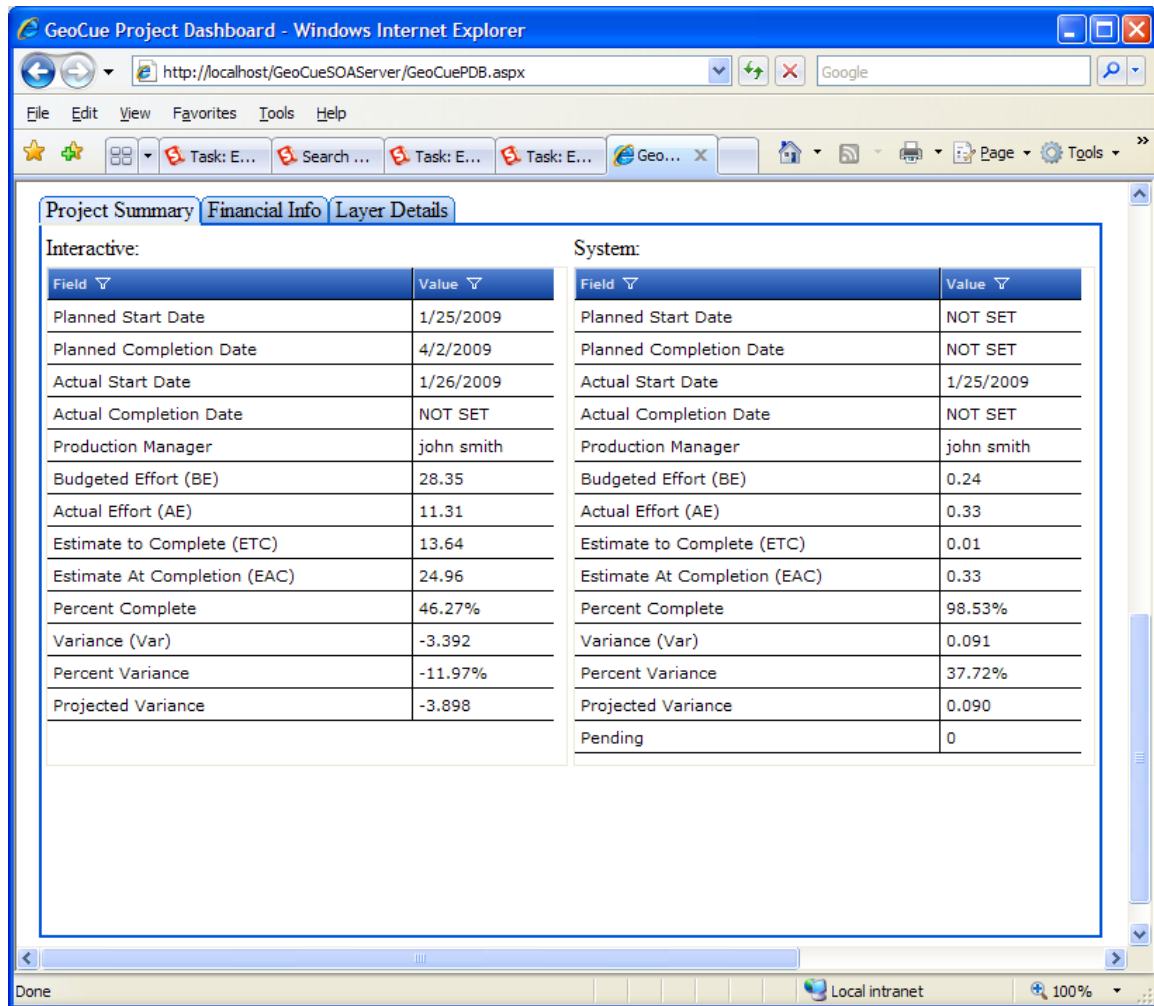 GeoCue Project Dashboard - Windows Internet Explorer
http://localhost/GeoCueSOAServer/GeoCuePDB.aspx Google
File Edit View Favorites Tools Help
Task: E... Search ... Task: E... Task: E... Geo... X Page Tools »
Project Summary Financial Info Layer Details
Interactive: System:
Field Value Field Value
Planned Start Date 1/25/2009 Planned Start Date NOT SET
Planned Completion Date 4/2/2009 Planned Completion Date NOT SET
Actual Start Date 1/26/2009 Actual Start Date 1/25/2009
Actual Completion Date NOT SET Actual Completion Date NOT SET
Production Manager john smith Production Manager john smith
Budgeted Effort (BE) 28.35 Budgeted Effort (BE) 0.24
Actual Effort (AE) 11.31 Actual Effort (AE) 0.33
Estimate to Complete (ETC) 13.64 Estimate to Complete (ETC) 0.01
Estimate At Completion (EAC) 24.96 Estimate At Completion (EAC) 0.33
Percent Complete 46.27% Percent Complete 98.53%
Variance (Var) -3.392 Variance (Var) 0.091
Percent Variance -11.97% Percent Variance 37.72%
Projected Variance -3.898 Projected Variance 0.090
Pending 0
Done Local intranet 100%